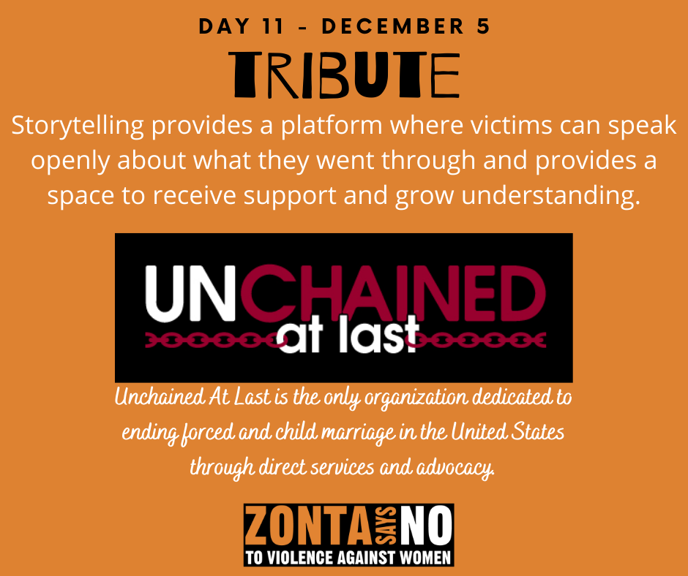 DAY 11 - DECEMBER 5
TRIBUTE
Storytelling provides a platform where victims can speak
openly about what they went through and provides a
space to receive support and grow understanding.
UNCHAINED
at last
Unchained At Last is the only organization dedicated to
ending forced and child marriage in the United States
through direct services and advocacy.
ZONTA SAYS NO
TO VIOLENCE AGAINST WOMEN